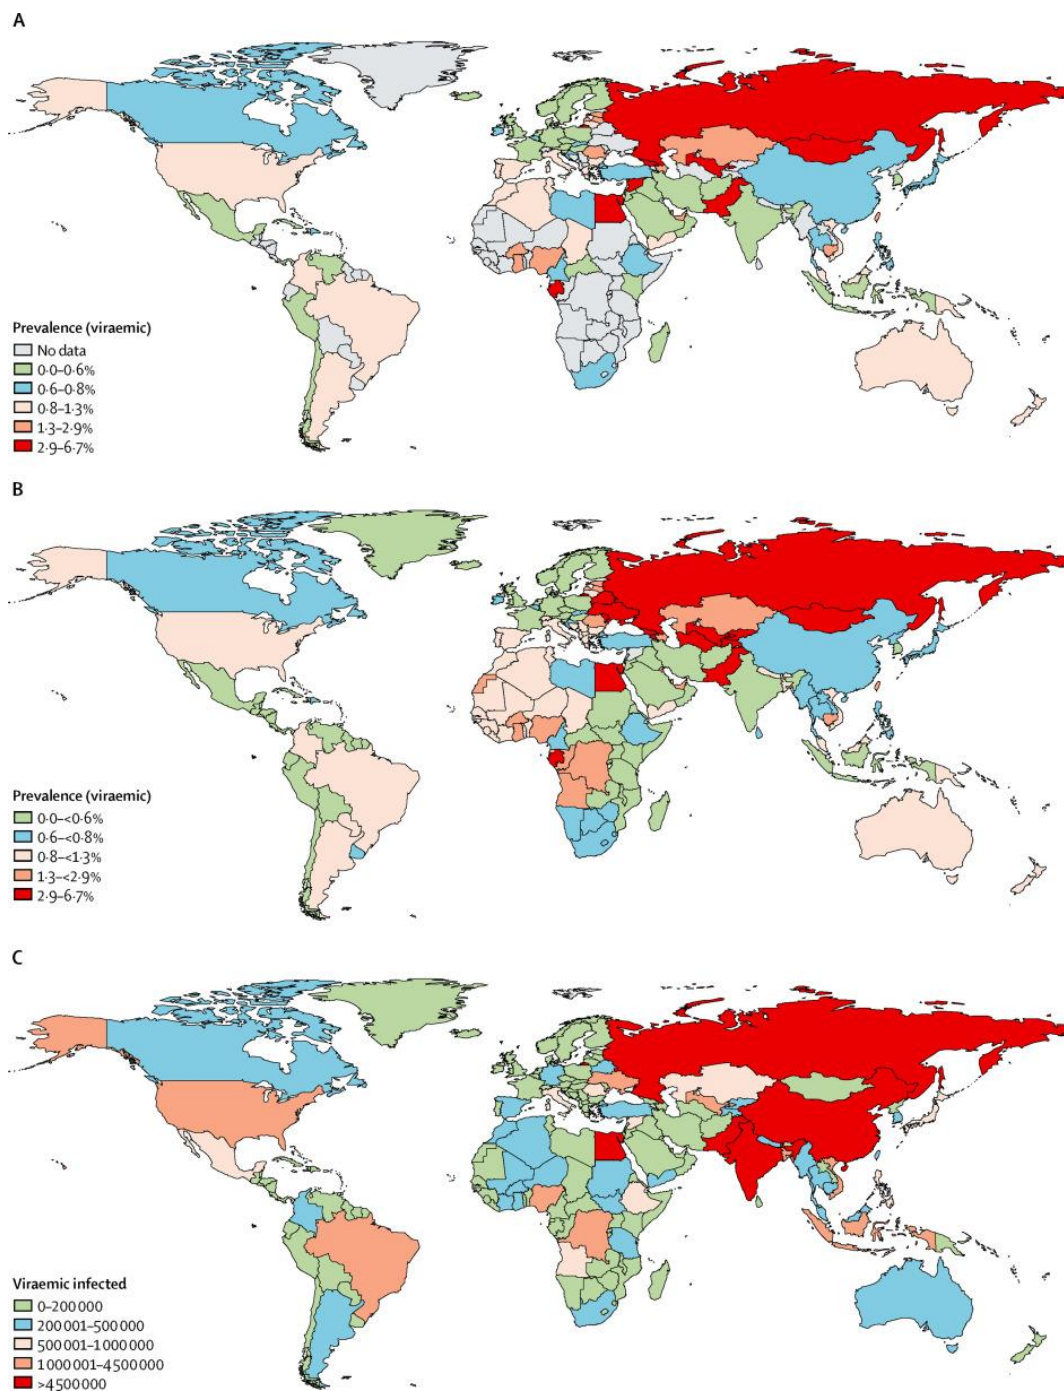 A
Prevalence (viraemic)
No data
0·0–0·6%
0·6–0·8%
0·8–1·3%
1·3–2·9%
2·9–6·7%
B
Prevalence (viraemic)
0·0–<0·6%
0·6–<0·8%
0·8–<1·3%
1·3–<2·9%
2·9–6·7%
C
Viraemic infected
0–200 000
200 001–500 000
500 001–1 000 000
1 000 001–4 500 000
>4 500 000